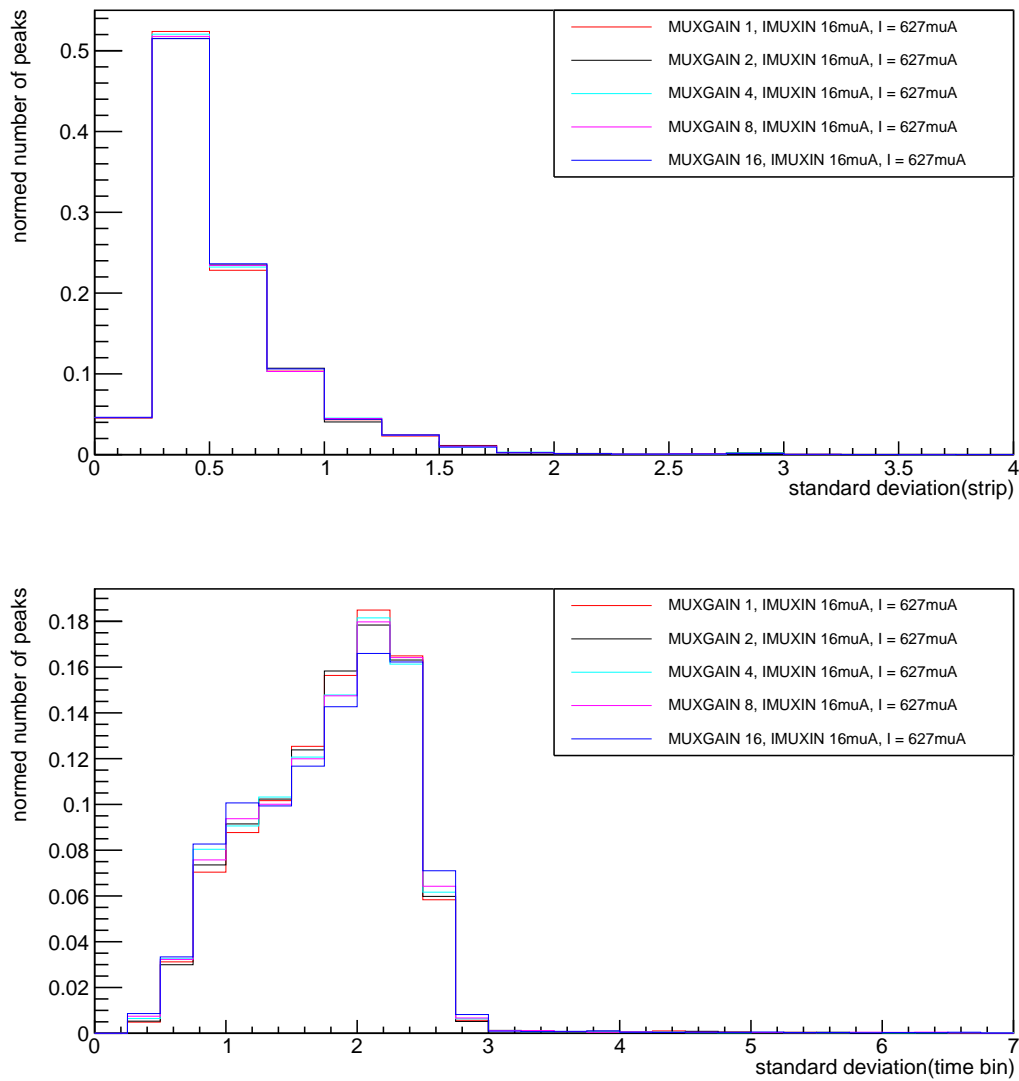 normed number of peaks
0.5
0.4
0.3
0.2
0.1
0
MUXGAIN 1, IMUXIN 16muA, I = 627muA
MUXGAIN 2, IMUXIN 16muA, I = 627muA
MUXGAIN 4, IMUXIN 16muA, I = 627muA
MUXGAIN 8, IMUXIN 16muA, I = 627muA
MUXGAIN 16, IMUXIN 16muA, I = 627muA
0 0.5 1 1.5 2 2.5 3 3.5 4
standard deviation(strip)
normed number of peaks
0.18
0.16
0.14
0.12
0.1
0.08
0.06
0.04
0.02
0
MUXGAIN 1, IMUXIN 16muA, I = 627muA
MUXGAIN 2, IMUXIN 16muA, I = 627muA
MUXGAIN 4, IMUXIN 16muA, I = 627muA
MUXGAIN 8, IMUXIN 16muA, I = 627muA
MUXGAIN 16, IMUXIN 16muA, I = 627muA
0 1 2 3 4 5 6 7
standard deviation(time bin)